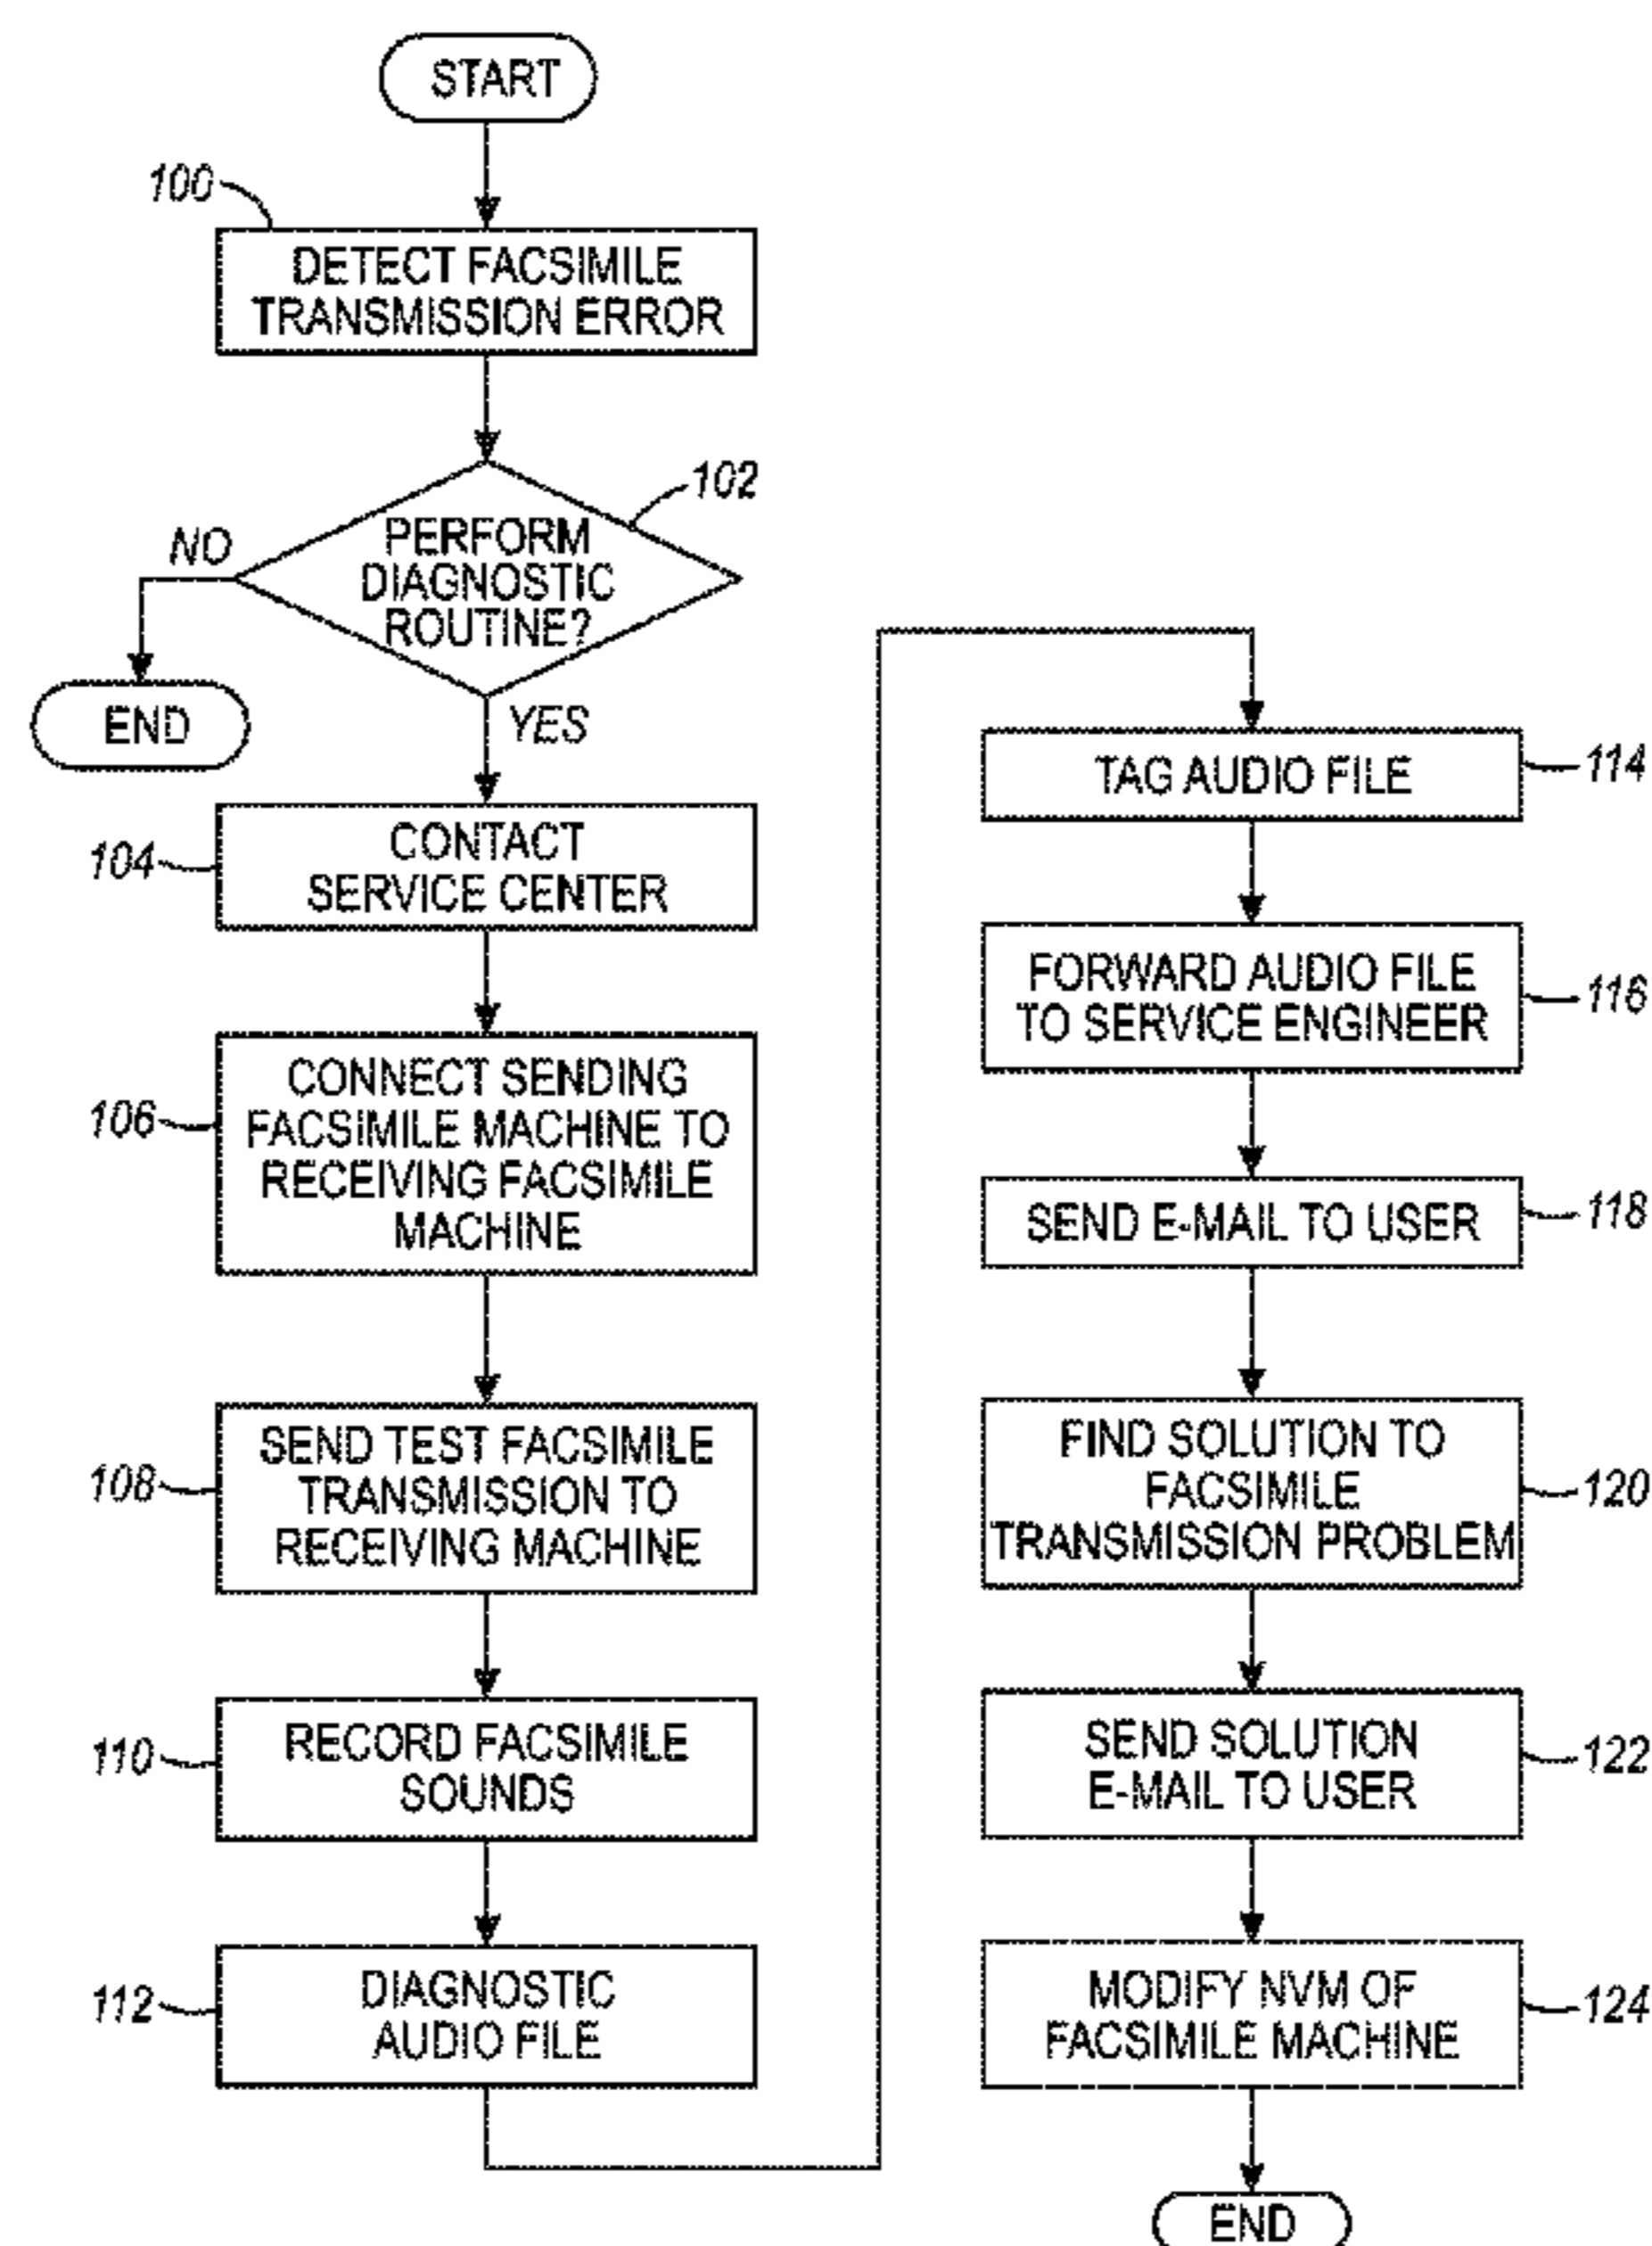 START
100
DETECT FACSIMILE
TRANSMISSION ERROR
102
PERFORM
DIAGNOSTIC
ROUTINE?
NO
END
YES
104
CONTACT
SERVICE CENTER
106
CONNECT SENDING
FACSIMILE MACHINE TO
RECEIVING FACSIMILE
MACHINE
108
SEND TEST FACSIMILE
TRANSMISSION TO
RECEIVING MACHINE
110
RECORD FACSIMILE
SOUNDS
112
DIAGNOSTIC
AUDIO FILE
TAG AUDIO FILE
114
FORWARD AUDIO FILE
TO SERVICE ENGINEER
116
SEND E-MAIL TO USER
118
FIND SOLUTION TO
FACSIMILE
TRANSMISSION PROBLEM
120
SEND SOLUTION
E-MAIL TO USER
122
MODIFY NVM OF
FACSIMILE MACHINE
124
END